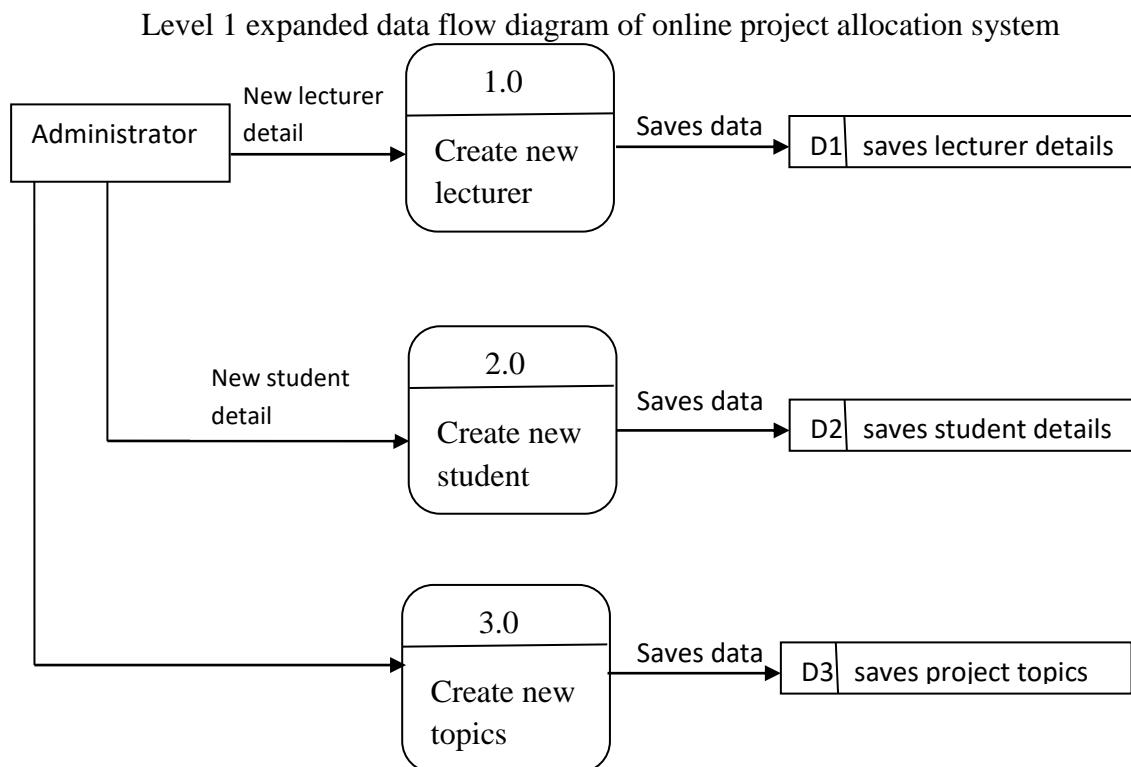 Level 1 expanded data flow diagram of online project allocation system
Administrator
New lecturer
detail
1.0
Create new
lecturer
Saves data
D1 saves lecturer details
New student
detail
2.0
Create new
student
Saves data
D2 saves student details
3.0
Create new
topics
Saves data
D3 saves project topics